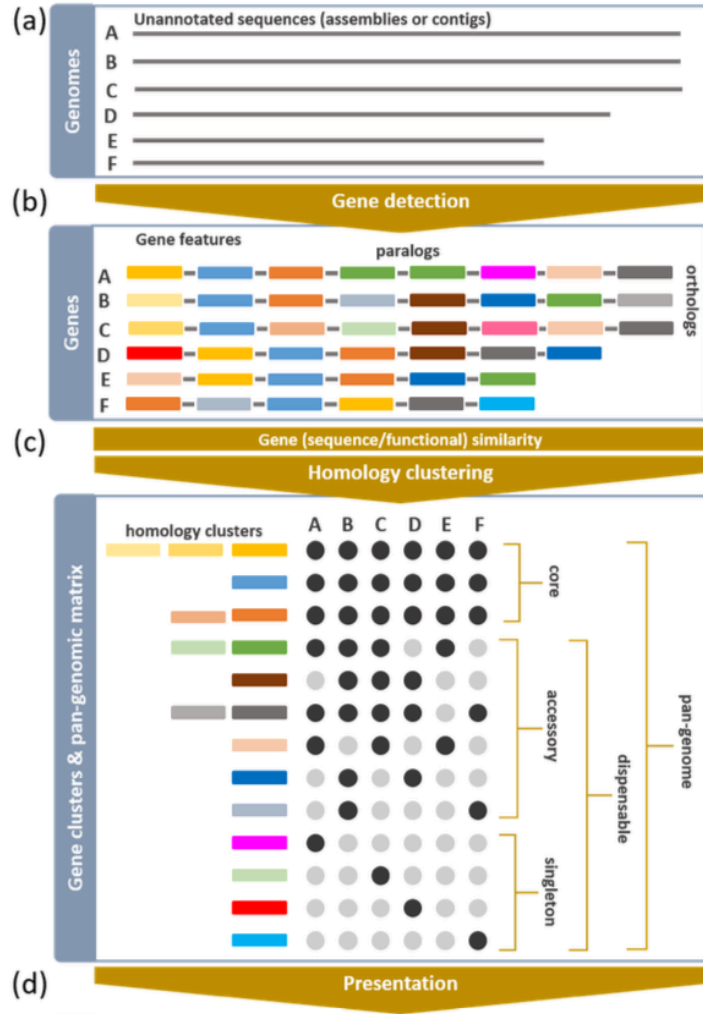 (a)
Unannotated sequences (assemblies or contigs)
Genomes
A
B
C
D
E
F
(b)
Gene detection
Genes
Gene features
paralogs
orthologs
A
B
C
D
E
F
(c)
Gene (sequence/functional) similarity
Homology clustering
Gene clusters & pan-genomic matrix
homology clusters
A B C D E F
core
accessory
singleton
dispensable
pan-genome
(d)
Presentation